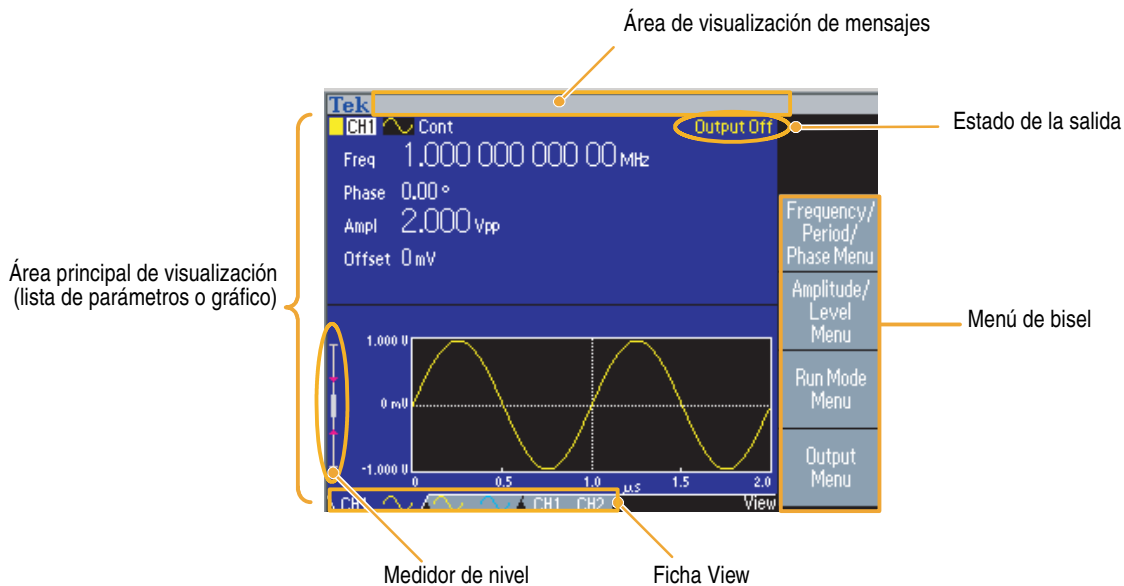 Área de visualización de mensajes
Tek
CH1 Cont
Output Off
Estado de la salida
Freq 1.000 000 000 00 MHz
Phase 0.00 °
Ampl 2.000 Vpp
Offset 0 mV
Área principal de visualización
(lista de parámetros o gráfico)
Frequency/
Period/
Phase Menu
Amplitude/
Level
Menu
Run Mode
Menu
Output
Menu
Menú de bisel
1.000 V
0 mV
-1.000 V
0 0.5 1.0 µs 1.5 2.0
CH1 CH1 CH2 View
Medidor de nivel
Ficha View